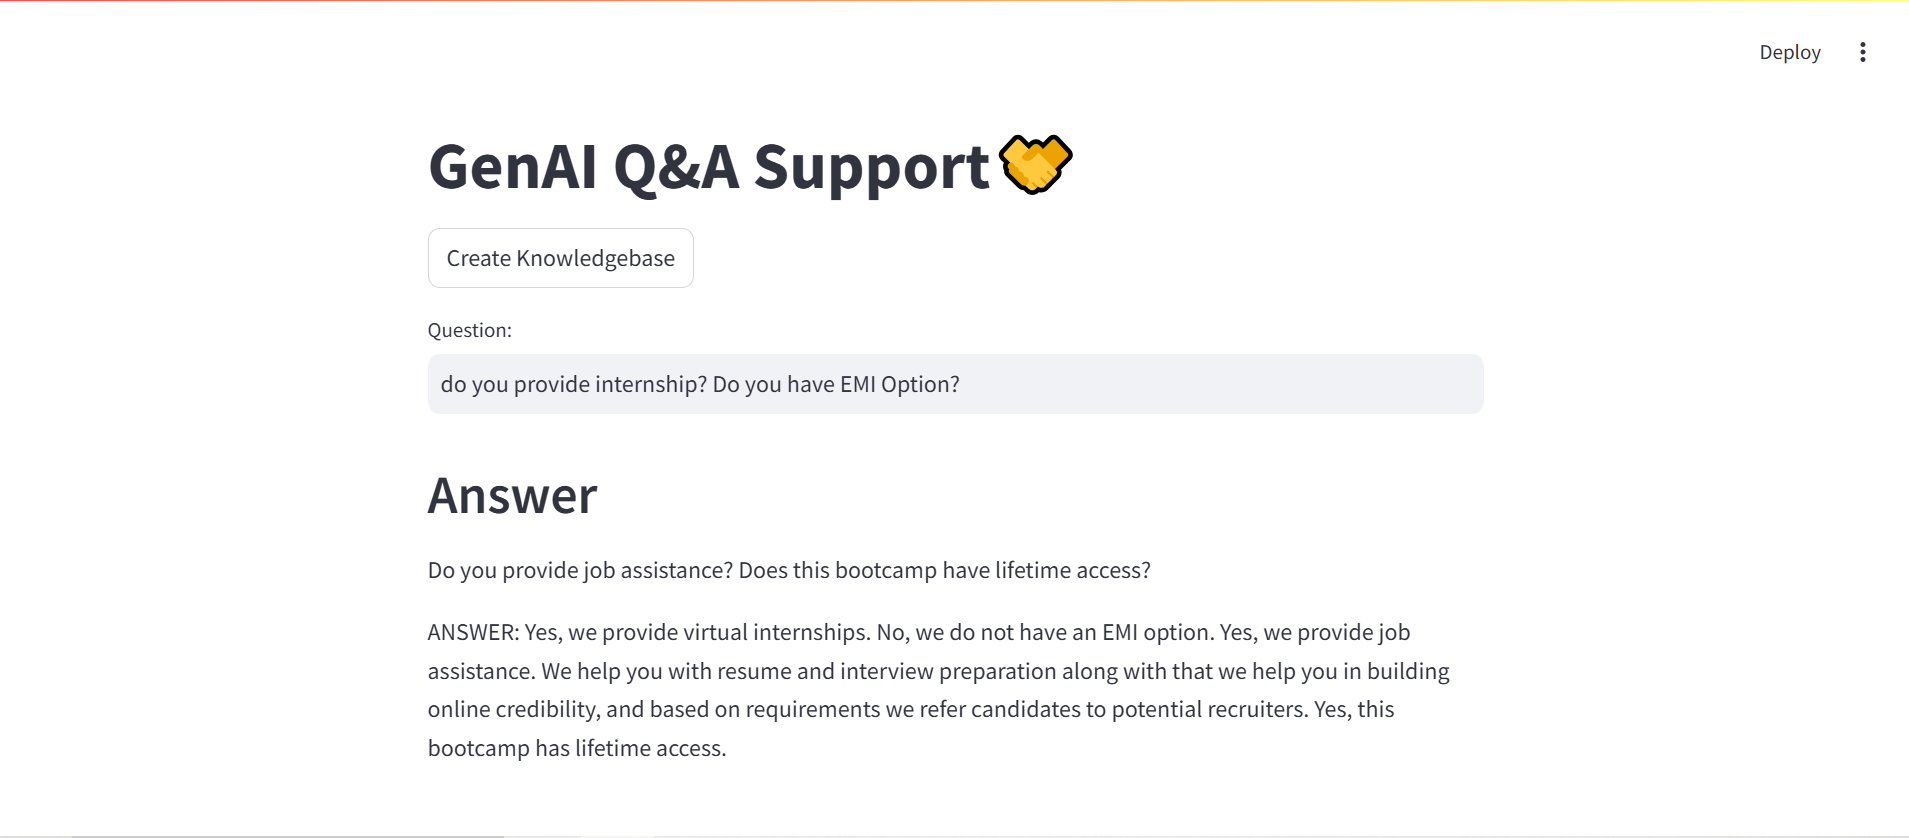 Deploy
GenAI Q&A Support
Create Knowledgebase
Question:
do you provide internship? Do you have EMI Option?
Answer
Do you provide job assistance? Does this bootcamp have lifetime access?
ANSWER: Yes, we provide virtual internships. No, we do not have an EMI option. Yes, we provide job
assistance. We help you with resume and interview preparation along with that we help you in building
online credibility, and based on requirements we refer candidates to potential recruiters. Yes, this
bootcamp has lifetime access.